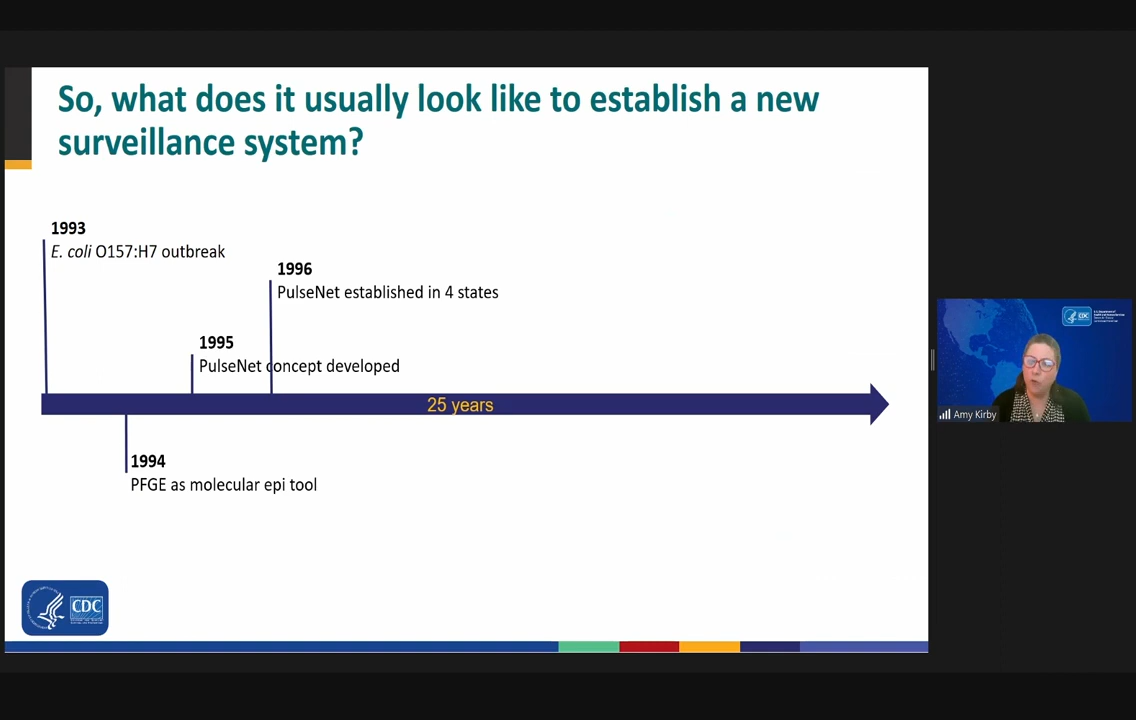 So, what does it usually look like to establish a new
surveillance system?
1993
E. coli O157:H7 outbreak
1996
PulseNet established in 4 states
1995
PulseNet concept developed
25 years
1994
PFGE as molecular epi tool
CDC
CDC
Amy Kirby